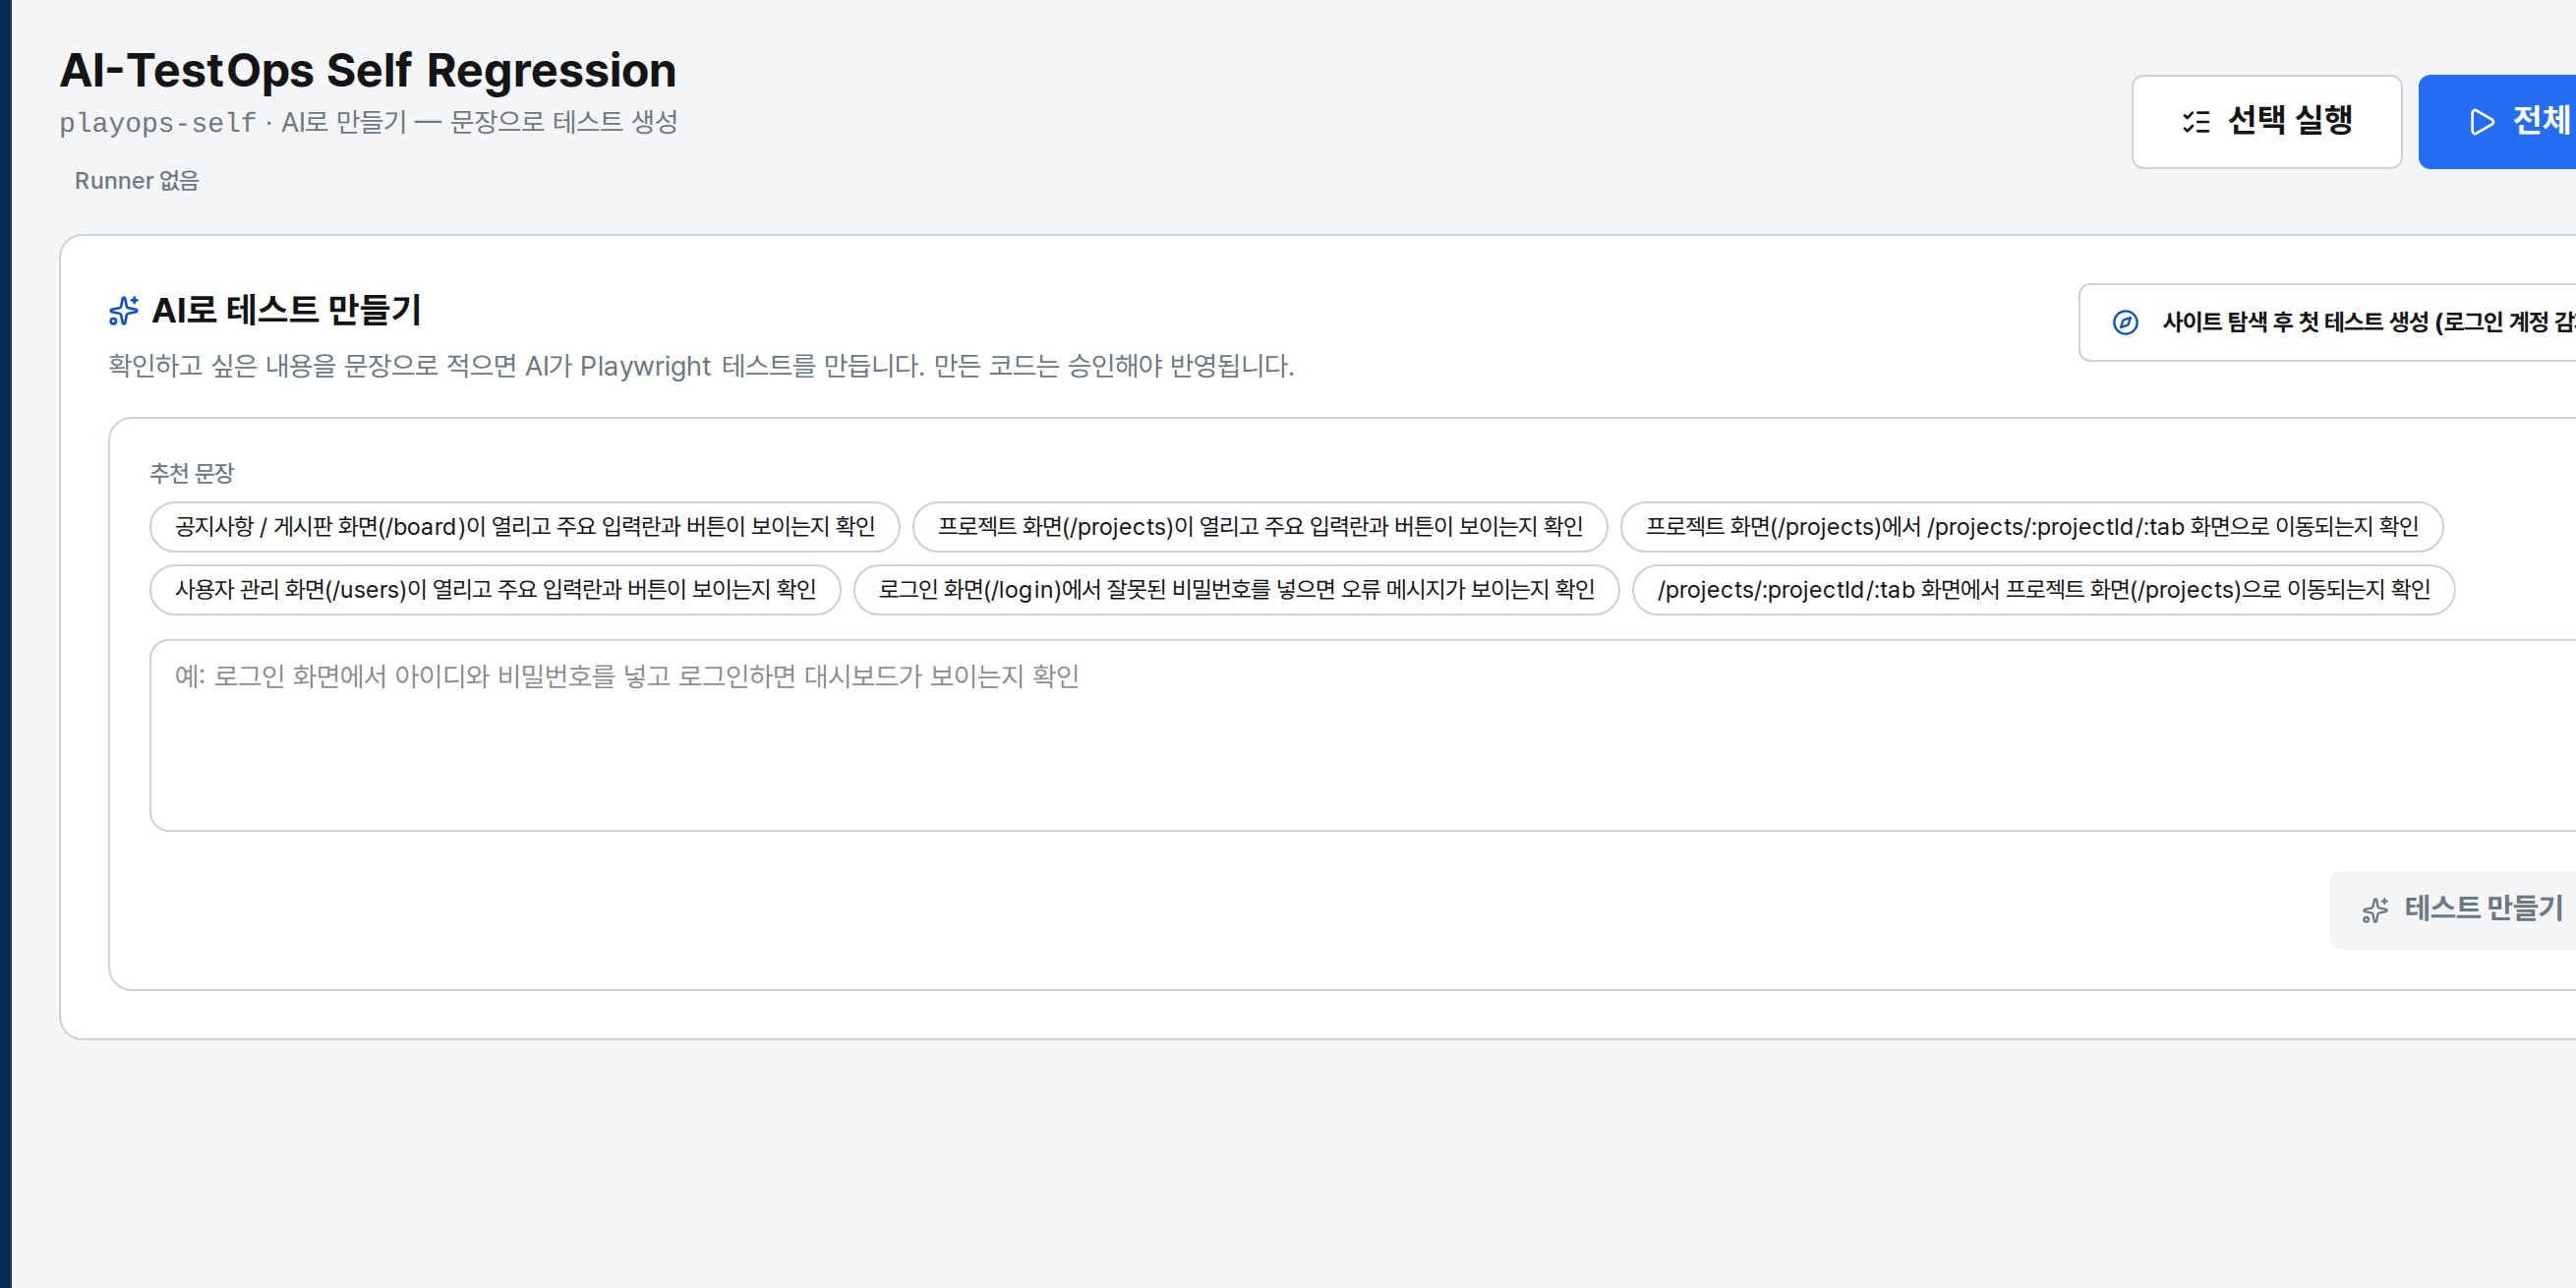 AI-TestOps Self Regression
playops-self · AI로 만들기 — 문장으로 테스트 생성
선택 실행
전체
Runner 없음
AI로 테스트 만들기
사이트 탐색 후 첫 테스트 생성 (로그인 계정
확인하고 싶은 내용을 문장으로 적으면 AI가 Playwright 테스트를 만듭니다. 만든 코드는 승인해야 반영됩니다.
추천 문장
공지사항 / 게시판 화면(/board)이 열리고 주요 입력란과 버튼이 보이는지 확인
프로젝트 화면(/projects)이 열리고 주요 입력란과 버튼이 보이는지 확인
프로젝트 화면(/projects)에서 /projects/:projectId/:tab 화면으로 이동되는지 확인
사용자 관리 화면(/users)이 열리고 주요 입력란과 버튼이 보이는지 확인
로그인 화면(/login)에서 잘못된 비밀번호를 넣으면 오류 메시지가 보이는지 확인
/projects/:projectId/:tab 화면에서 프로젝트 화면(/projects)으로 이동되는지 확인
예: 로그인 화면에서 아이디와 비밀번호를 넣고 로그인하면 대시보드가 보이는지 확인
테스트 만들기